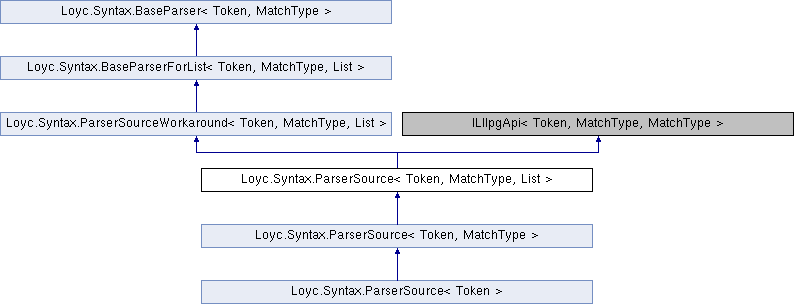 Loyc.Syntax.BaseParser< Token, MatchType >
Loyc.Syntax.BaseParserForList< Token, MatchType, List >
Loyc.Syntax.ParserSourceWorkaround< Token, MatchType, List >
ILllpgApi< Token, MatchType, MatchType >
Loyc.Syntax.ParserSource< Token, MatchType, List >
Loyc.Syntax.ParserSource< Token, MatchType >
Loyc.Syntax.ParserSource< Token >